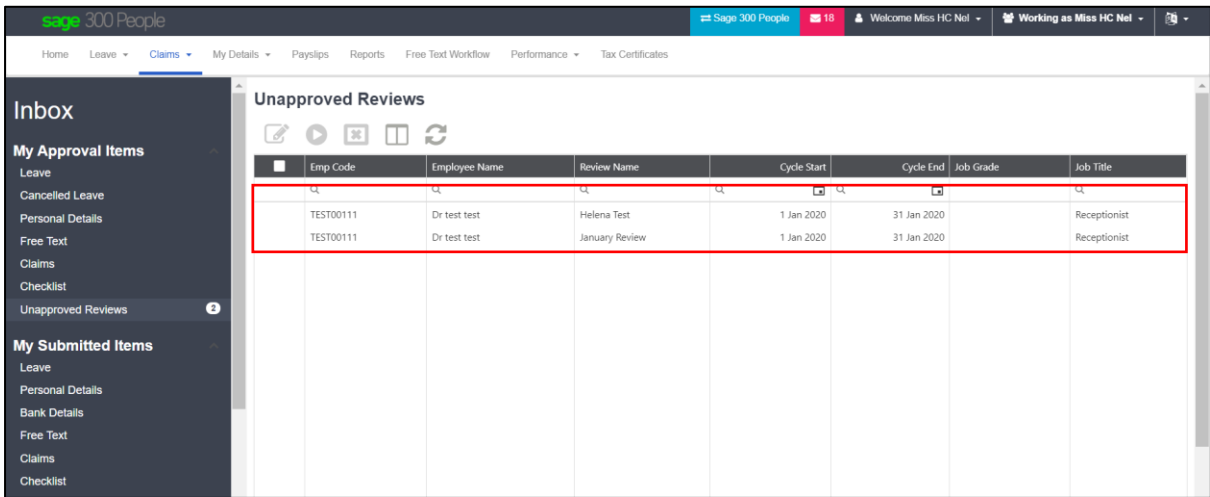 sage 300 People
Sage 300 People
18
Welcome Miss HC Nel
Working as Miss HC Nel
Home Leave Claims My Details Payslips Reports Free Text Workflow Performance Tax Certificates
Inbox
My Approval Items
Leave
Cancelled Leave
Personal Details
Free Text
Claims
Checklist
Unapproved Reviews 2
My Submitted Items
Leave
Personal Details
Bank Details
Free Text
Claims
Checklist
Unapproved Reviews
Emp Code Employee Name Review Name Cycle Start Cycle End Job Grade Job Title
TEST00111 Dr test test Helena Test 1 Jan 2020 31 Jan 2020 Receptionist
TEST00111 Dr test test January Review 1 Jan 2020 31 Jan 2020 Receptionist